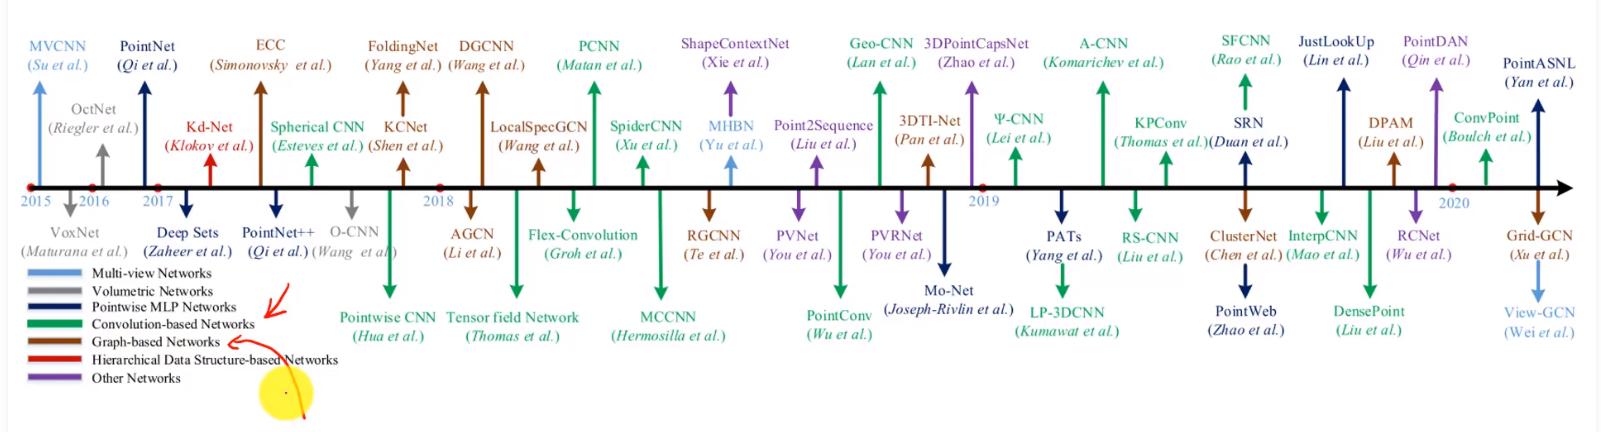 MVCNN
(Su et al.)
PointNet
(Qi et al.)
ECC
(Simonovsky et al.)
FoldingNet
(Yang et al.)
DGCNN
(Wang et al.)
PCNN
(Matan et al.)
ShapeContextNet
(Xie et al.)
Geo-CNN
(Lan et al.)
3DPointCapsNet
(Zhao et al.)
A-CNN
(Komarichev et al.)
SFCNN
(Rao et al.)
JustLookUp
(Lin et al.)
PointDAN
(Qin et al.)
PointASNL
(Yan et al.)
OctNet
(Riegler et al.)
Kd-Net
(Klokov et al.)
Spherical CNN
(Esteves et al.)
KCNet
(Shen et al.)
LocalSpecGCN
(Wang et al.)
SpiderCNN
(Xu et al.)
MHBN
(Yu et al.)
Point2Sequence
(Liu et al.)
3DTI-Net
(Pan et al.)
Ψ-CNN
(Lei et al.)
KPConv
(Thomas et al.)
SRN
(Duan et al.)
DPAM
(Liu et al.)
ConvPoint
(Boulch et al.)
2015
2016
2017
2018
2019
2020
VoxNet
(Maturana et al.)
Deep Sets
(Zaheer et al.)
PointNet++
(Qi et al.)
O-CNN
(Wang et al.)
AGCN
(Li et al.)
Flex-Convolution
(Groh et al.)
RGCNN
(Te et al.)
PVNet
(You et al.)
PVRNet
(You et al.)
PATs
(Yang et al.)
RS-CNN
(Liu et al.)
ClusterNet
(Chen et al.)
InterpCNN
(Mao et al.)
RCNet
(Wu et al.)
Grid-GCN
(Xu et al.)
Pointwise CNN
(Hua et al.)
Tensor field Network
(Thomas et al.)
MCCNN
(Hermosilla et al.)
PointConv
(Wu et al.)
Mo-Net
(Joseph-Rivlin et al.)
LP-3DCNN
(Kumawat et al.)
PointWeb
(Zhao et al.)
DensePoint
(Liu et al.)
View-GCN
(Wei et al.)
Multi-view Networks
Volumetric Networks
Pointwise MLP Networks
Convolution-based Networks
Graph-based Networks
Hierarchical Data Structure-based Networks
Other Networks